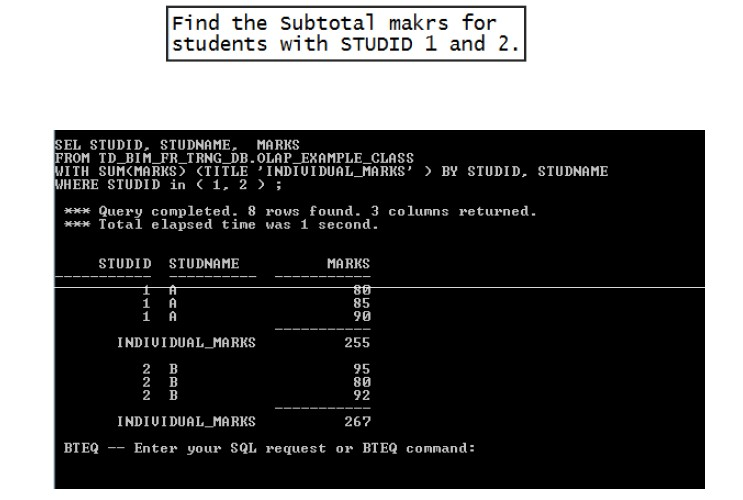 Find the Subtotal makrs for
students with STUDID 1 and 2.
SEL STUDID, STUDNAME, MARKS
FROM TD_BIM_FR_TRNG_DB.OLAP_EXAMPLE_CLASS
WITH SUM(MARKS) (TITLE 'INDIVIDUAL_MARKS' ) BY STUDID, STUDNAME
WHERE STUDID in ( 1, 2 ) ;
*** Query completed. 8 rows found. 3 columns returned.
*** Total elapsed time was 1 second.
STUDID STUDNAME MARKS
----------- ---------- -----------
1 A 80
1 A 85
1 A 90
-----------
INDIVIDUAL_MARKS 255
2 B 95
2 B 80
2 B 92
-----------
INDIVIDUAL_MARKS 267
BTEQ -- Enter your SQL request or BTEQ command: